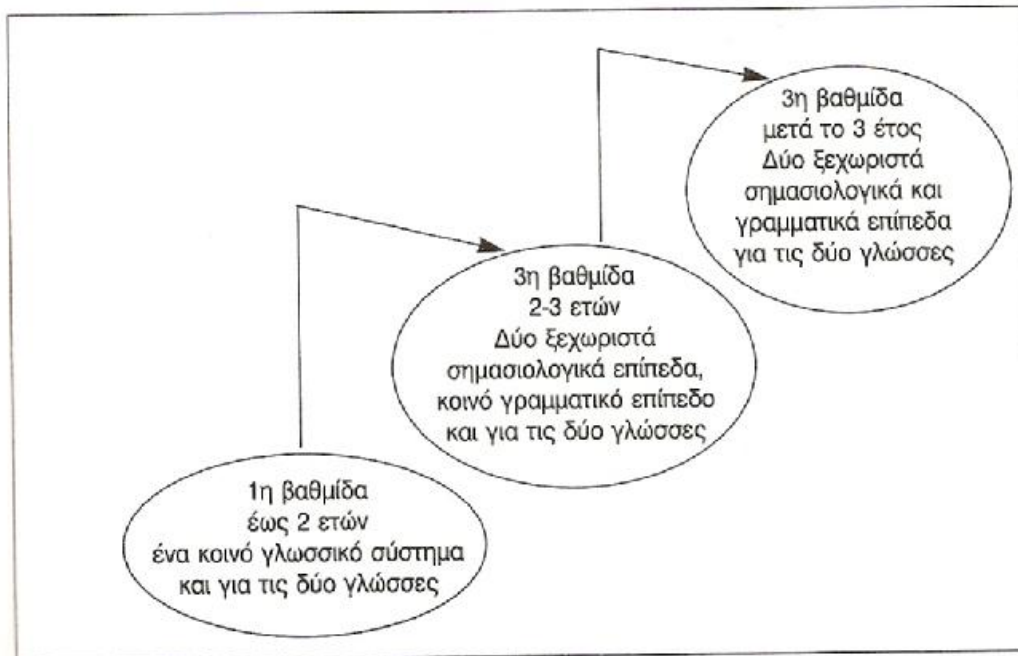 3η βαθμίδα
μετά το 3 έτος
Δύο ξεχωριστά
σημασιολογικά και
γραμματικά επίπεδα
για τις δύο γλώσσες
3η βαθμίδα
2-3 ετών
Δύο ξεχωριστά
σημασιολογικά επίπεδα,
κοινό γραμματικό επίπεδο
και για τις δύο γλώσσες
1η βαθμίδα
έως 2 ετών
ένα κοινό γλωσσικό σύστημα
και για τις δύο γλώσσες